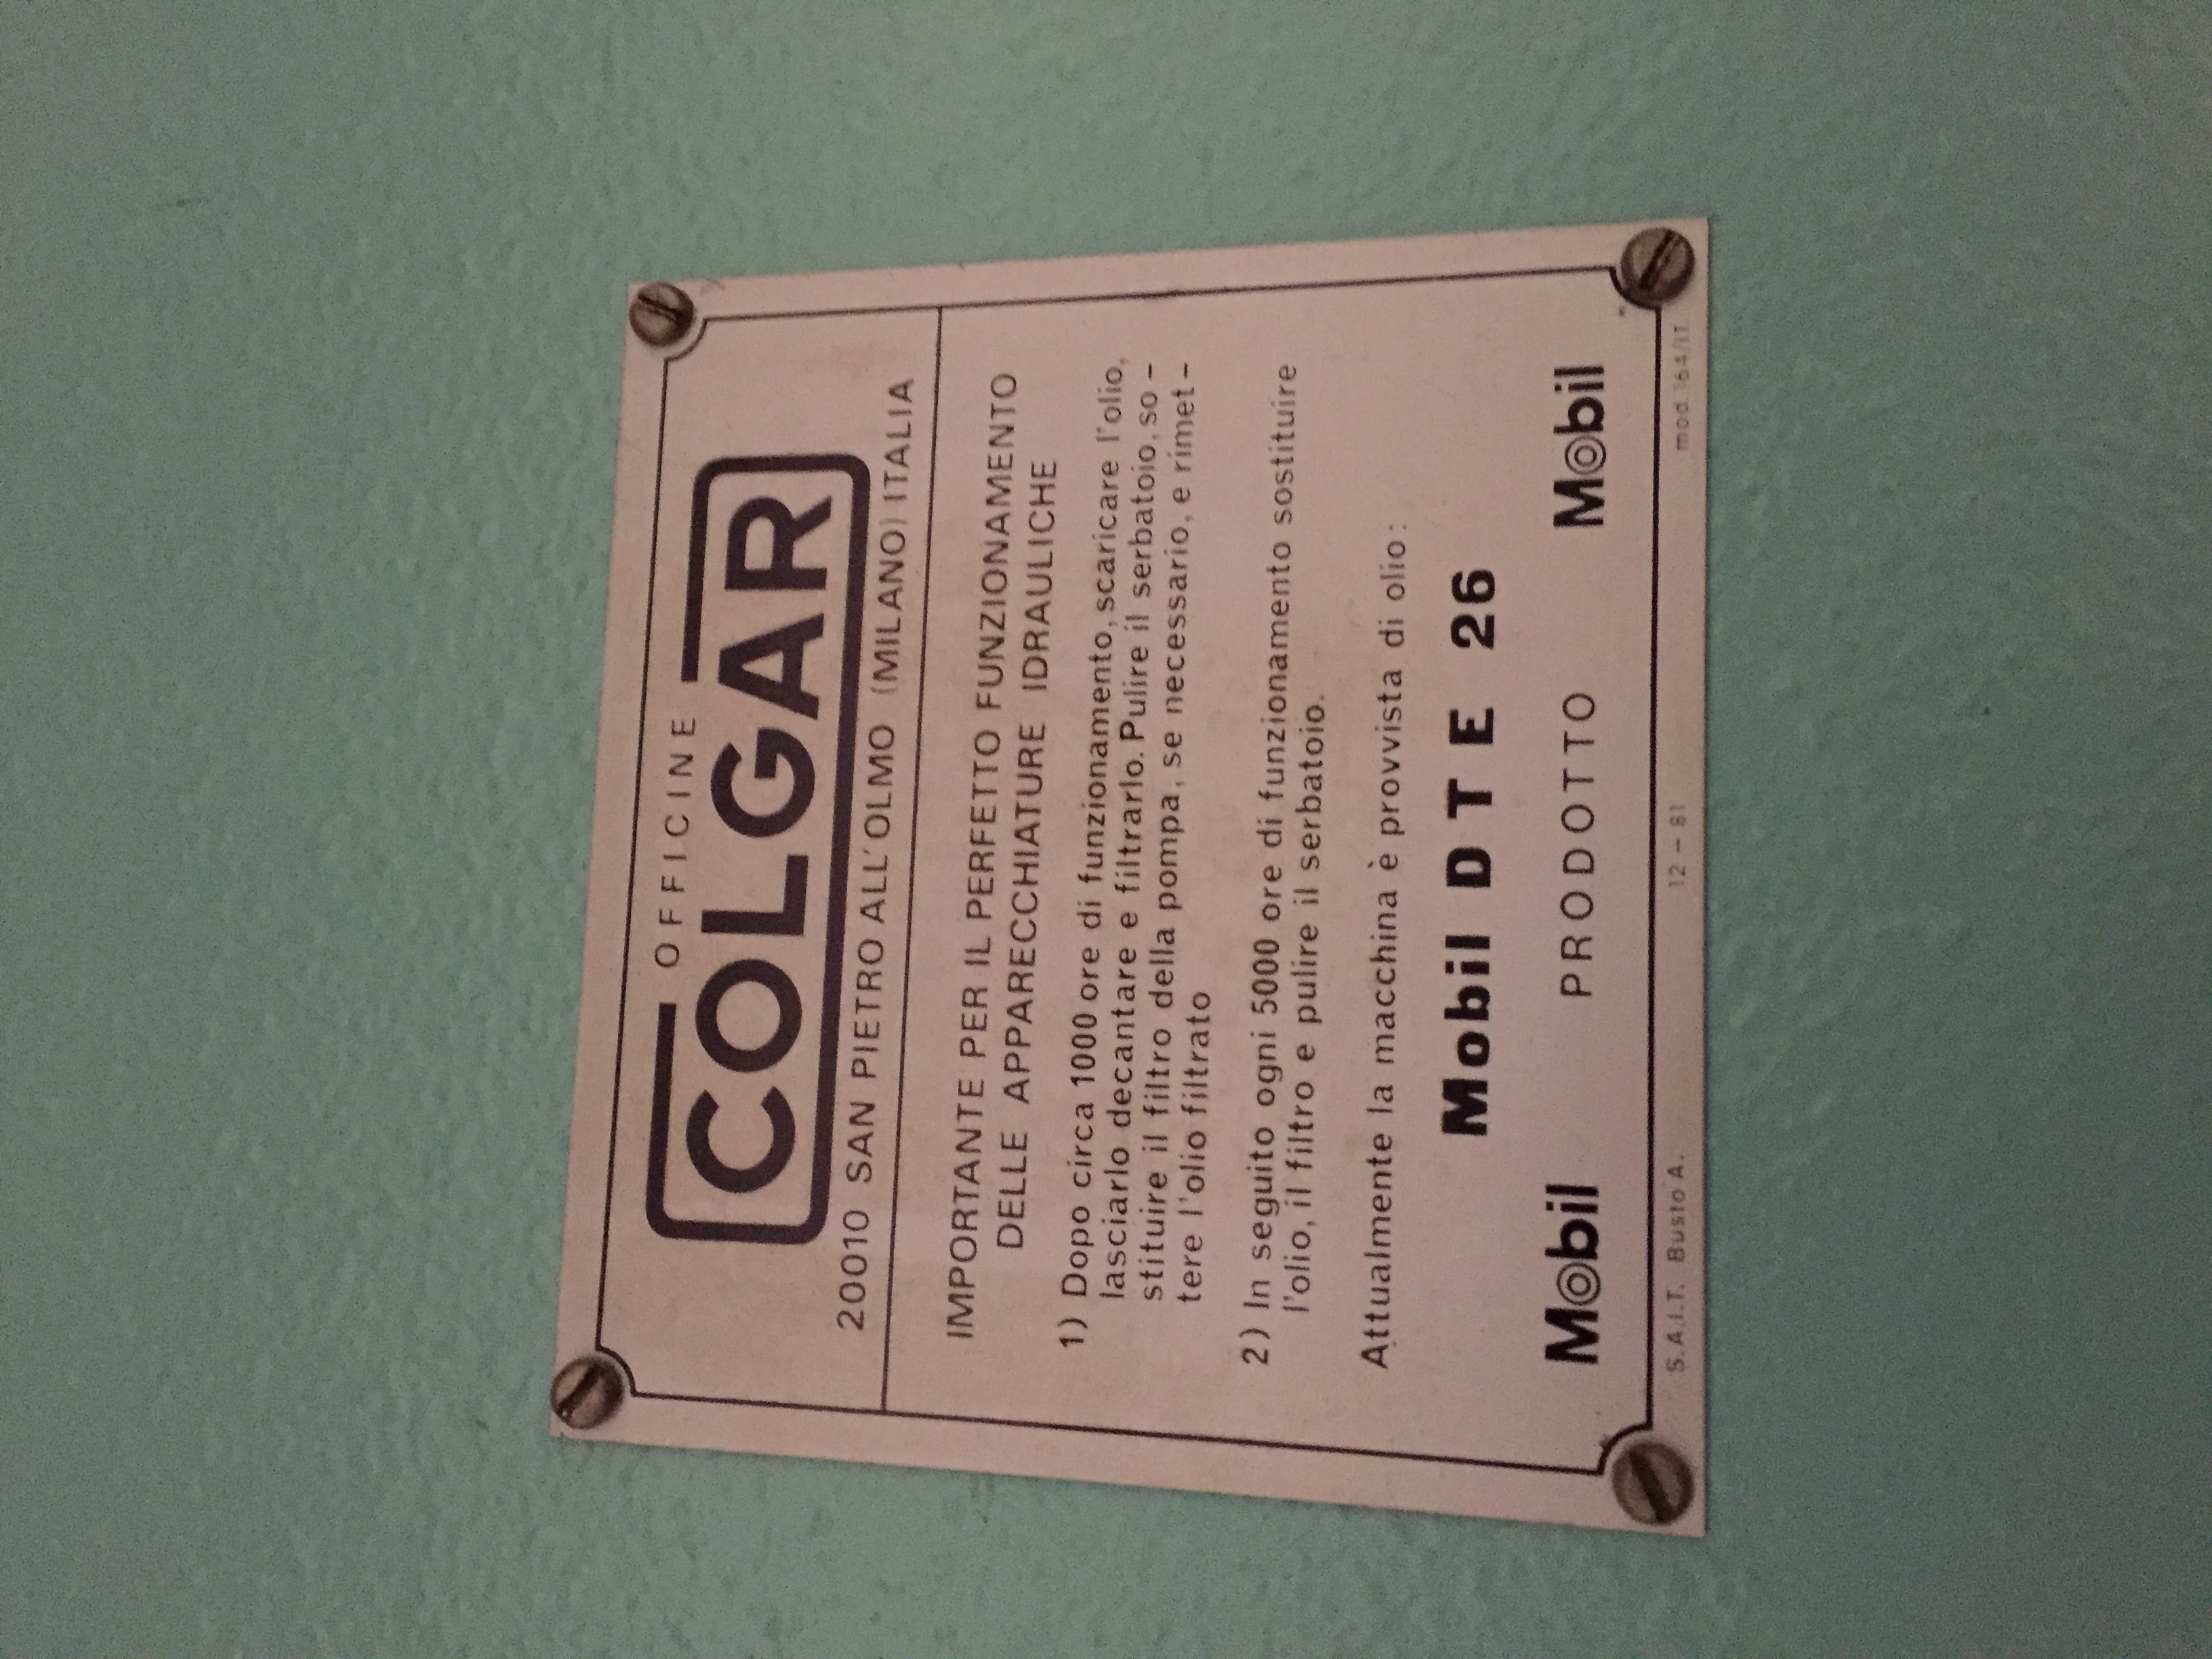 OFFICINE
COLGAR
20010 SAN PIETRO ALL'OLMO (MILANO) ITALIA
IMPORTANTE PER IL PERFETTO FUNZIONAMENTO
DELLE APPARECCHIATURE IDRAULICHE
1) Dopo circa 1000 ore di funzionamento, scaricare l'olio,
lasciarlo decantare e filtrarlo. Pulire il serbatoio, so-
stituire il filtro della pompa, se necessario, e rimet-
tere l'olio filtrato
2) In seguito ogni 5000 ore di funzionamento sostituire
l'olio, il filtro e pulire il serbatoio.
Attualmente la macchina è provvista di olio:
Mobil DTE 26
Mobil PRODOTTO Mobil
S.A.I.T. Busto A. 12-81 mod. 164/IT.